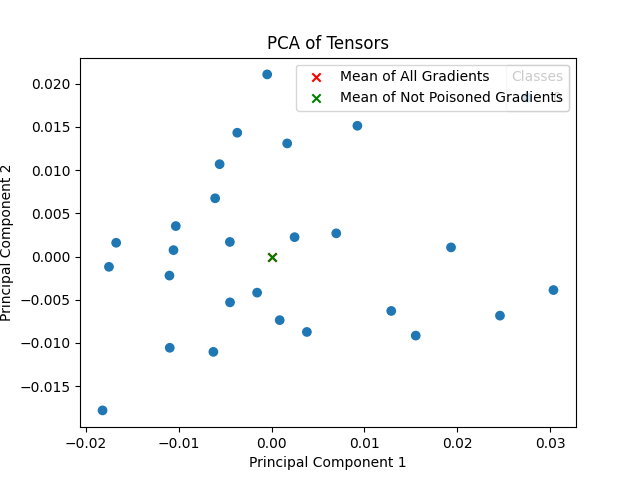 PCA of Tensors
Mean of All Gradients
Mean of Not Poisoned Gradients
Classes
Principal Component 2
0.020
0.015
0.010
0.005
0.000
−0.005
−0.010
−0.015
−0.02
−0.01
0.00
0.01
0.02
0.03
Principal Component 1